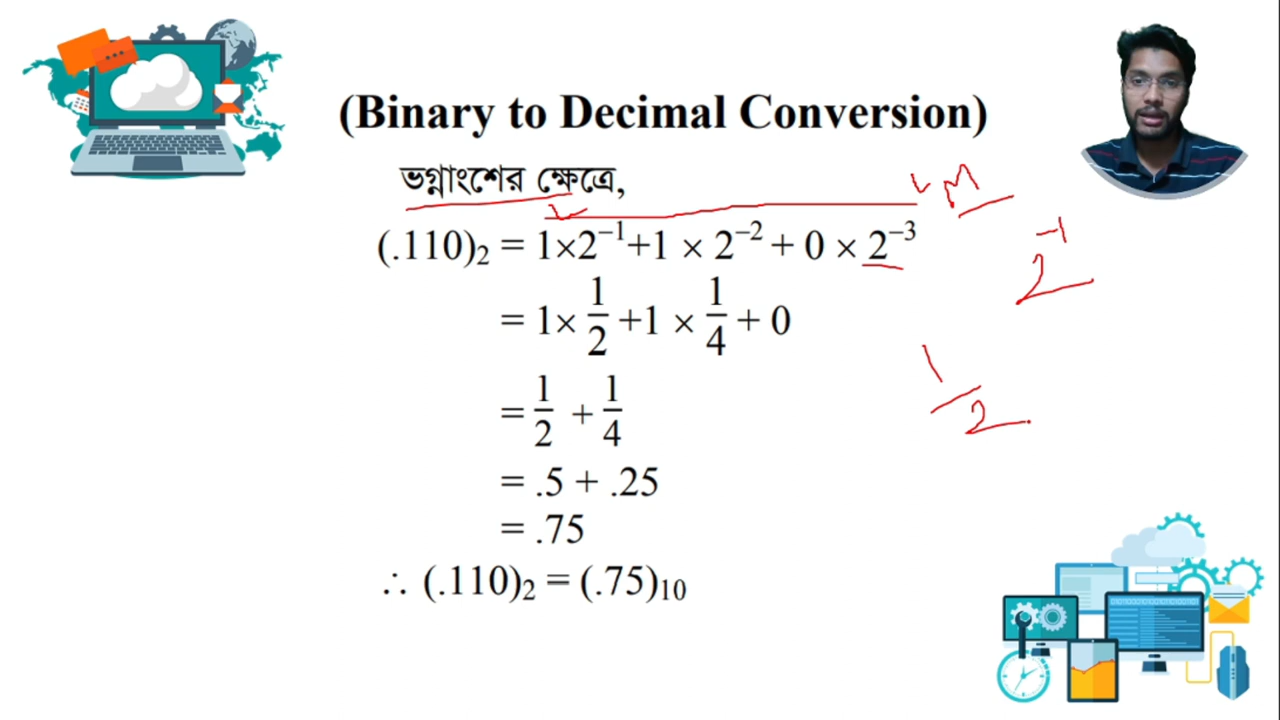 (Binary to Decimal Conversion)
ভগ্নাংশের ক্ষেত্রে,
(.110)₂ = 1×2⁻¹+1 × 2⁻² + 0 × 2⁻³
= 1× 1/2 +1 × 1/4 + 0
= 1/2 + 1/4
= .5 + .25
= .75
∴ (.110)₂ = (.75)₁₀
2⁻¹
1/2